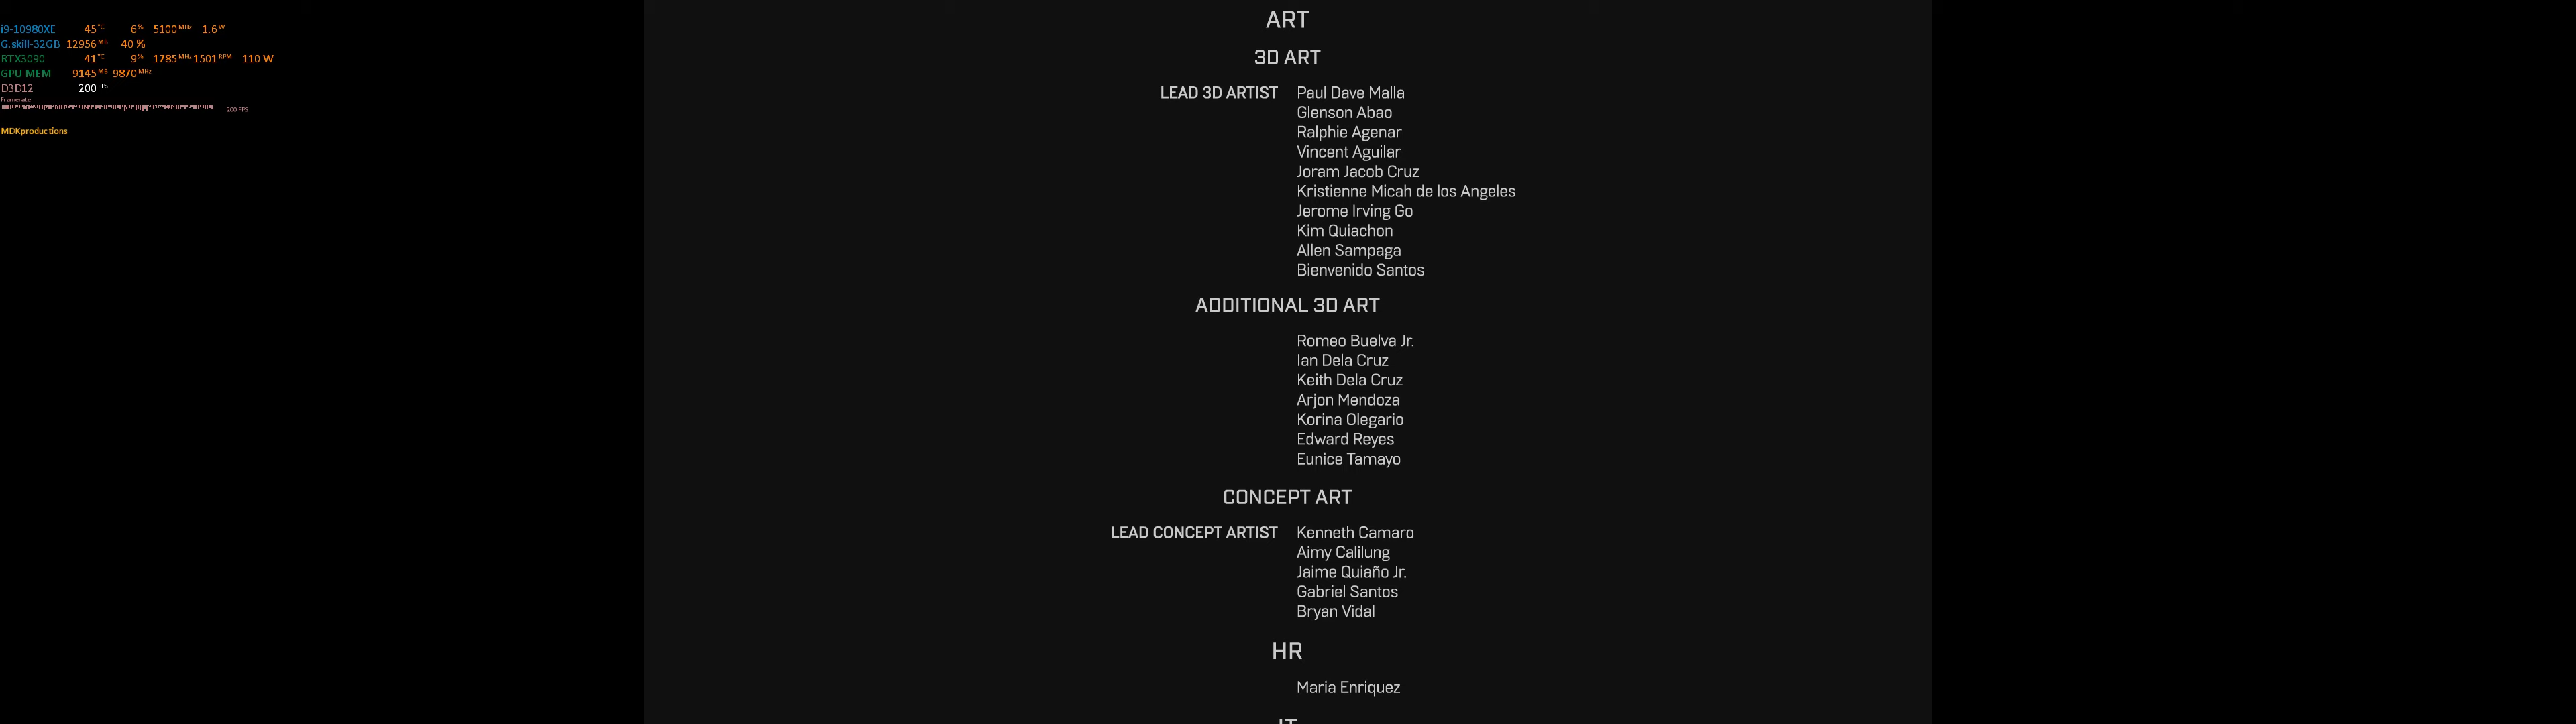 i9-10980XE 45°C 6% 5100MHz 1.6W
G.skill-32GB 12956MB 40 %
RTX3090 41°C 9% 1785MHz 1501RPM 110 W
GPU MEM 9145MB 9870MHz
D3D12 200FPS
Framerate
200 FPS
MDKproductions
ART
3D ART
LEAD 3D ARTIST Paul Dave Malla
Glenson Abao
Ralphie Agenar
Vincent Aguilar
Joram Jacob Cruz
Kristienne Micah de los Angeles
Jerome Irving Go
Kim Quiachon
Allen Sampaga
Bienvenido Santos
ADDITIONAL 3D ART
Romeo Buelva Jr.
Ian Dela Cruz
Keith Dela Cruz
Arjon Mendoza
Korina Olegario
Edward Reyes
Eunice Tamayo
CONCEPT ART
LEAD CONCEPT ARTIST Kenneth Camaro
Aimy Calilung
Jaime Quiaño Jr.
Gabriel Santos
Bryan Vidal
HR
Maria Enriquez
IT